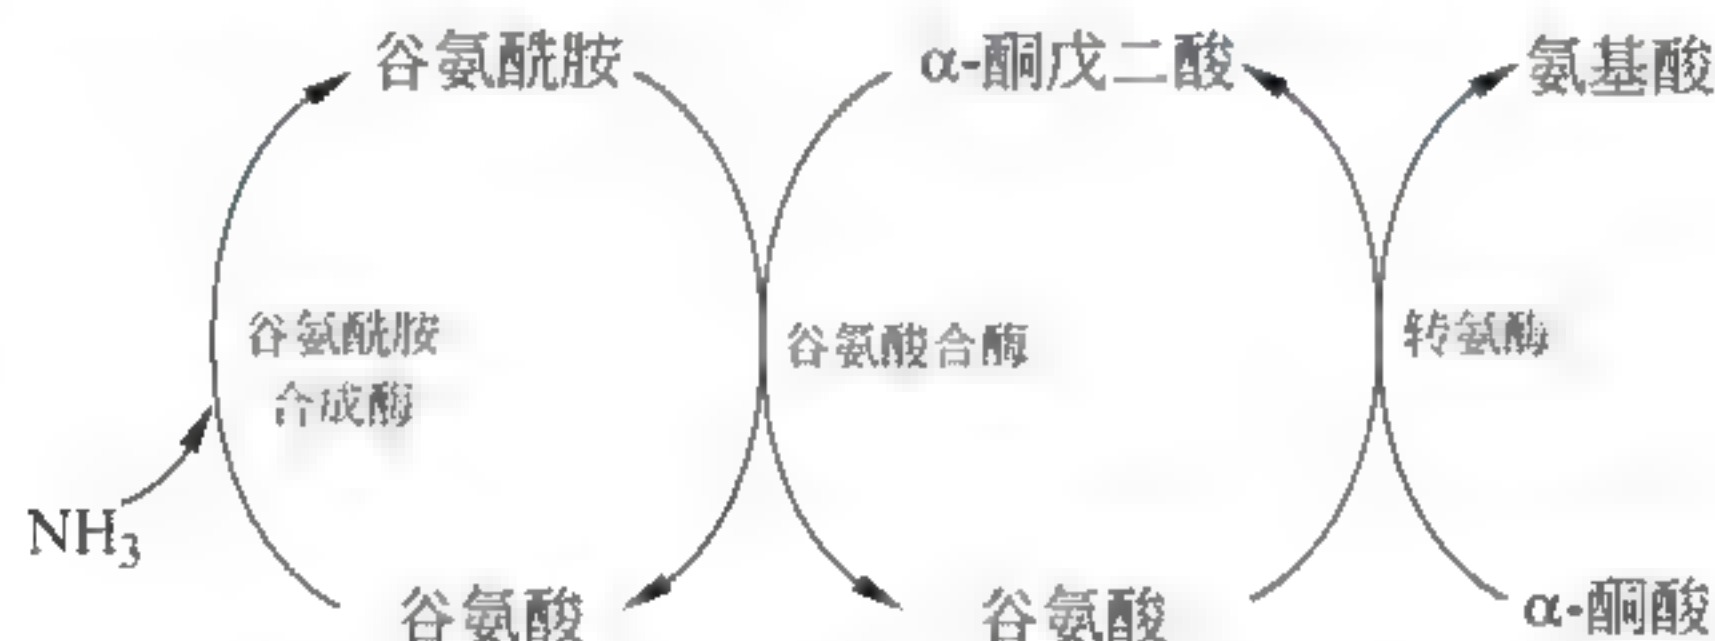 谷氨酰胺
α-酮戊二酸
氨基酸
谷氨酰胺
合成酶
谷氨酸合酶
转氨酶
NH₃
谷氨酸
谷氨酸
α-酮酸